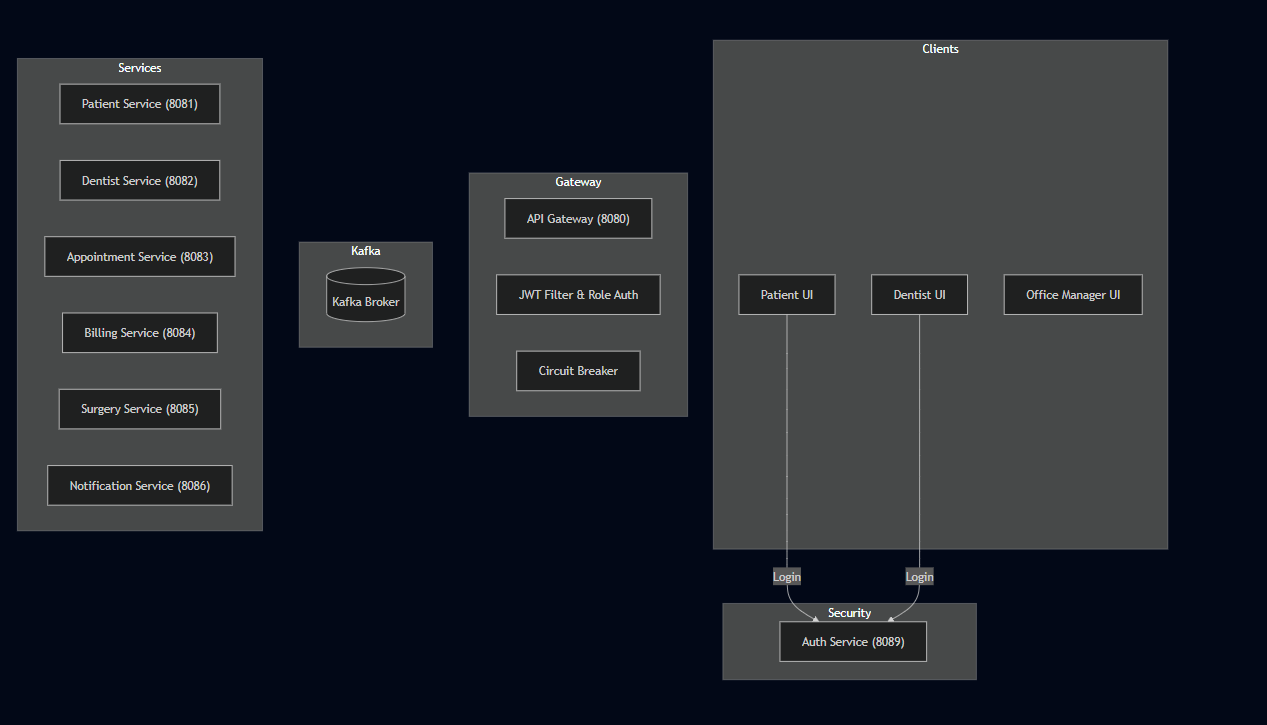 Services
Patient Service (8081)
Dentist Service (8082)
Appointment Service (8083)
Billing Service (8084)
Surgery Service (8085)
Notification Service (8086)
Kafka
Kafka Broker
Gateway
API Gateway (8080)
JWT Filter & Role Auth
Circuit Breaker
Clients
Patient UI
Dentist UI
Office Manager UI
Login
Login
Security
Auth Service (8089)